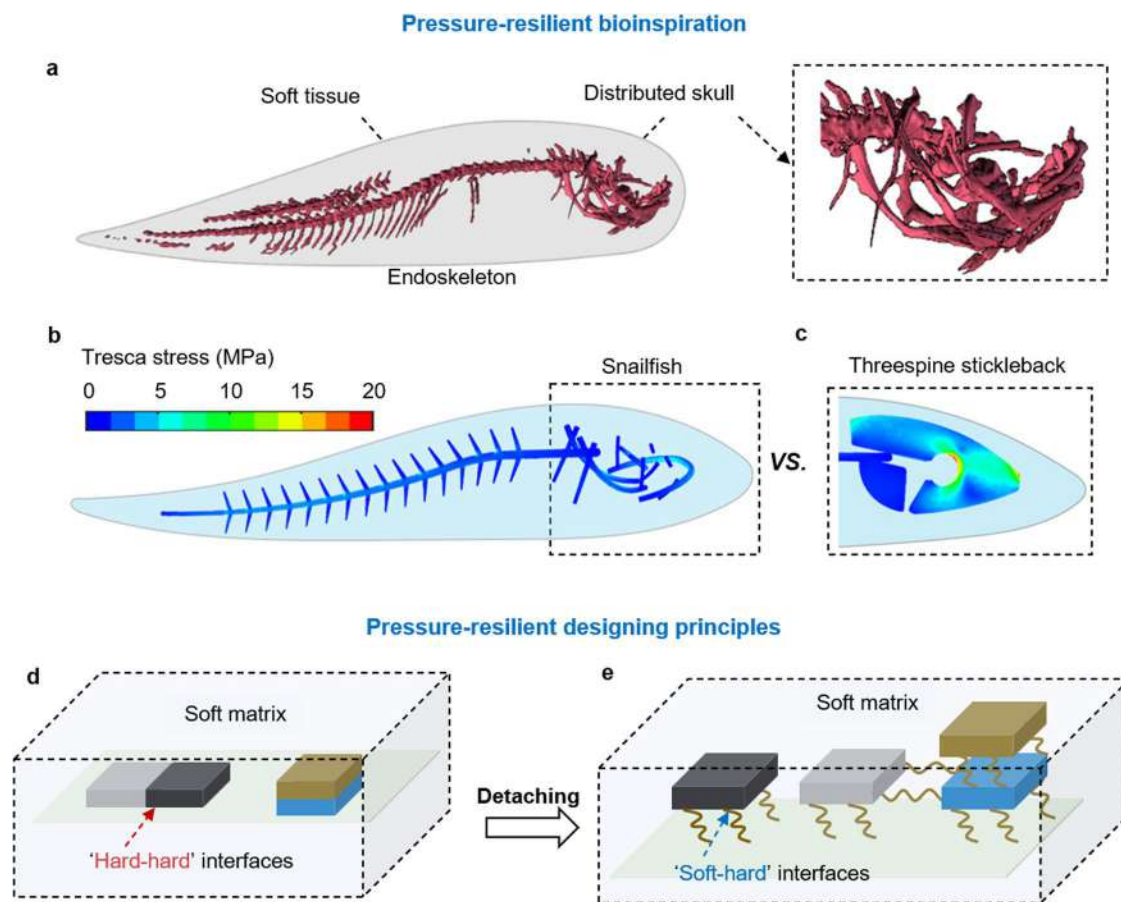 Pressure-resilient bioinspiration
a
Soft tissue
Distributed skull
Endoskeleton
b
c
Tresca stress (MPa)
Snailfish
Threespine stickleback
0 5 10 15 20
VS.
Pressure-resilient designing principles
d
e
Soft matrix
Soft matrix
Detaching
'Hard-hard' interfaces
'Soft-hard' interfaces